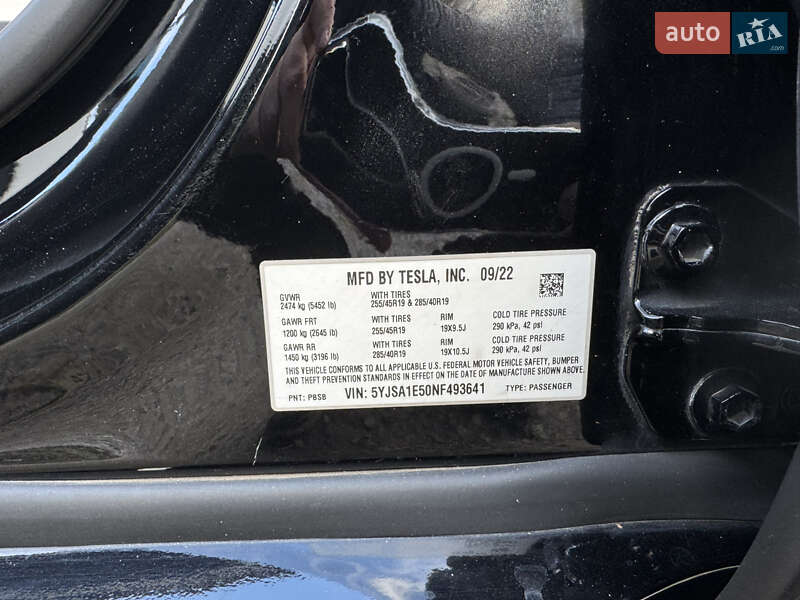 auto RIA
.com
MFD BY TESLA, INC. 09/22
GVWR
2474 kg (5452 lb)
WITH TIRES
255/45R19 & 285/40R19
GAWR FRT
1200 kg (2645 lb)
WITH TIRES
255/45R19
RIM
19X9.5J
COLD TIRE PRESSURE
290 kPa, 42 psi
GAWR RR
1450 kg (3196 lb)
WITH TIRES
285/40R19
RIM
19X10.5J
COLD TIRE PRESSURE
290 kPa, 42 psi
THIS VEHICLE CONFORMS TO ALL APPLICABLE U.S. FEDERAL MOTOR VEHICLE SAFETY, BUMPER
AND THEFT PREVENTION STANDARDS IN EFFECT ON THE DATE OF MANUFACTURE SHOWN ABOVE.
PNT: PBSB VIN: 5YJSA1E50NF493641 TYPE: PASSENGER